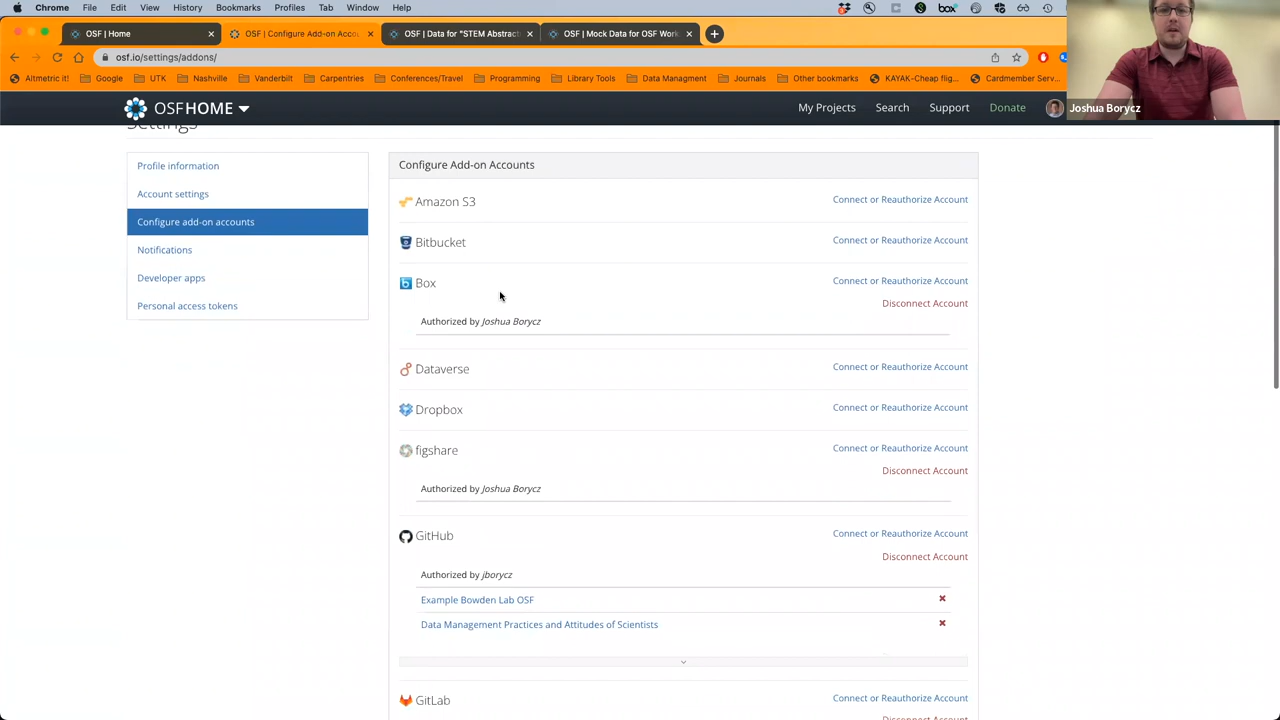 Chrome File Edit View History Bookmarks Profiles Tab Window Help
box
OSF | Home
OSF | Configure Add-on Accou
OSF | Data for "STEM Abstract
OSF | Mock Data for OSF Work
osf.io/settings/addons/
Altmetric it! Google UTK Nashville Vanderbilt Carpentries Conferences/Travel Programming Library Tools Data Managment Journals Other bookmarks KAYAK-Cheap flig... Cardmember Serv...
OSFHOME My Projects Search Support Donate Joshua Borycz
Settings
Profile information
Account settings
Configure add-on accounts
Notifications
Developer apps
Personal access tokens
Configure Add-on Accounts
Amazon S3 Connect or Reauthorize Account
Bitbucket Connect or Reauthorize Account
Box Connect or Reauthorize Account
Disconnect Account
Authorized by Joshua Borycz
Dataverse Connect or Reauthorize Account
Dropbox Connect or Reauthorize Account
figshare Connect or Reauthorize Account
Disconnect Account
Authorized by Joshua Borycz
GitHub Connect or Reauthorize Account
Disconnect Account
Authorized by jborycz
Example Bowden Lab OSF
Data Management Practices and Attitudes of Scientists
GitLab Connect or Reauthorize Account
Disconnect Account